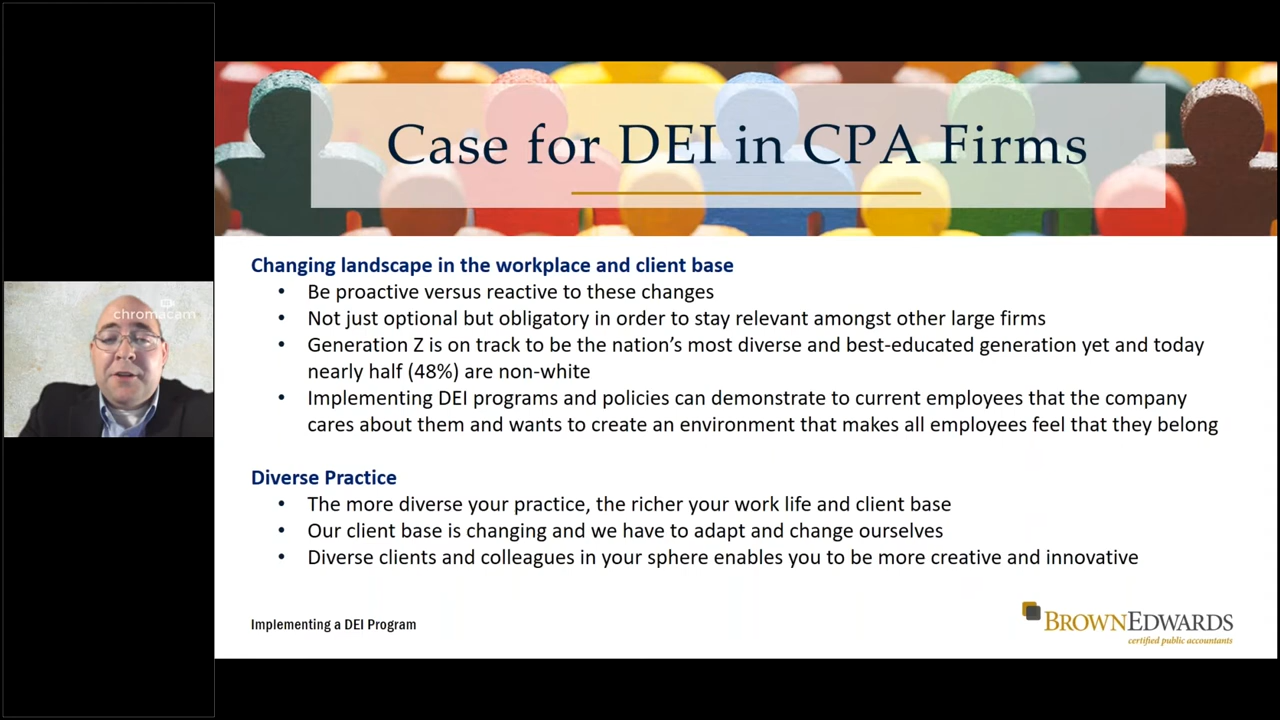 Case for DEI in CPA Firms
chromacam
Changing landscape in the workplace and client base
• Be proactive versus reactive to these changes
• Not just optional but obligatory in order to stay relevant amongst other large firms
• Generation Z is on track to be the nation's most diverse and best-educated generation yet and today
nearly half (48%) are non-white
• Implementing DEI programs and policies can demonstrate to current employees that the company
cares about them and wants to create an environment that makes all employees feel that they belong
Diverse Practice
• The more diverse your practice, the richer your work life and client base
• Our client base is changing and we have to adapt and change ourselves
• Diverse clients and colleagues in your sphere enables you to be more creative and innovative
Implementing a DEI Program
BROWNEDWARDS
certified public accountants